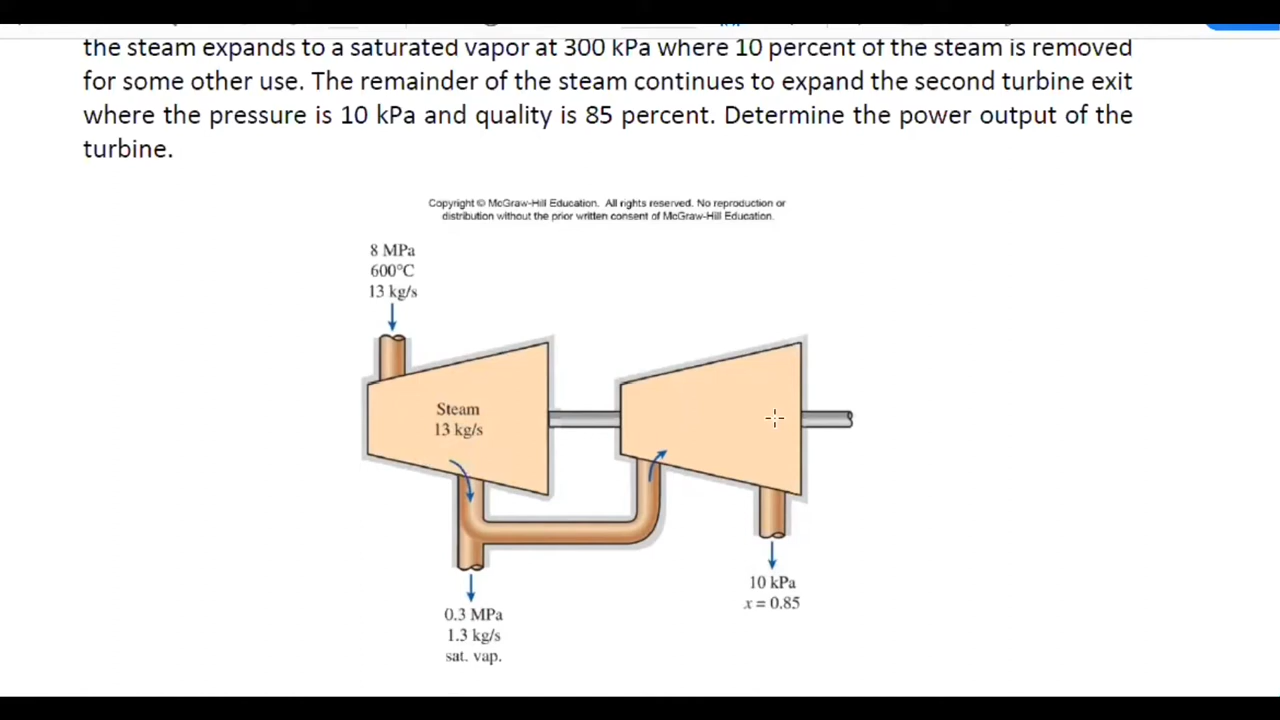 the steam expands to a saturated vapor at 300 kPa where 10 percent of the steam is removed
for some other use. The remainder of the steam continues to expand the second turbine exit
where the pressure is 10 kPa and quality is 85 percent. Determine the power output of the
turbine.
Copyright © McGraw-Hill Education. All rights reserved. No reproduction or
distribution without the prior written consent of McGraw-Hill Education.
8 MPa
600°C
13 kg/s
Steam
13 kg/s
10 kPa
x = 0.85
0.3 MPa
1.3 kg/s
sat. vap.